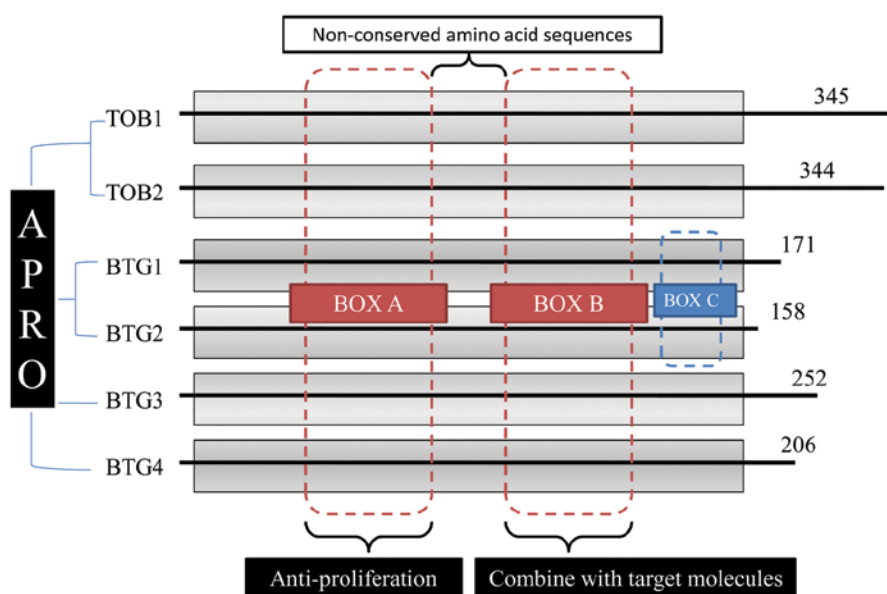 Non-conserved amino acid sequences
345
TOB1
344
TOB2
APRO
171
BTG1
BOX A
BOX B
BOX C
158
BTG2
252
BTG3
206
BTG4
Anti-proliferation
Combine with target molecules